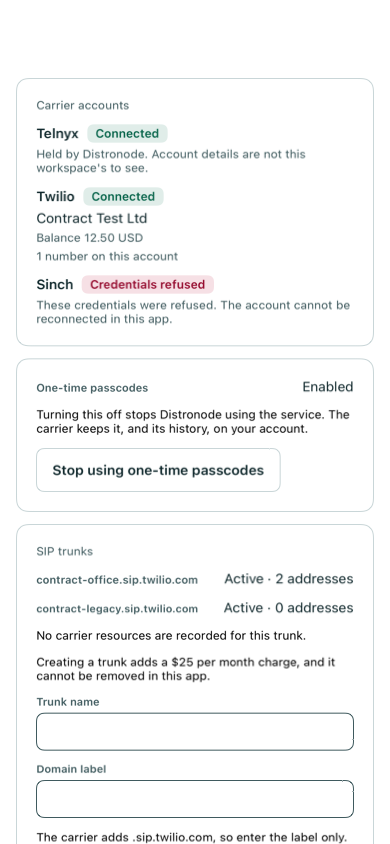 Carrier accounts
Telnyx Connected
Held by Distronode. Account details are not this
workspace's to see.
Twilio Connected
Contract Test Ltd
Balance 12.50 USD
1 number on this account
Sinch Credentials refused
These credentials were refused. The account cannot be
reconnected in this app.
One-time passcodes Enabled
Turning this off stops Distronode using the service. The
carrier keeps it, and its history, on your account.
Stop using one-time passcodes
SIP trunks
contract-office.sip.twilio.com Active · 2 addresses
contract-legacy.sip.twilio.com Active · 0 addresses
No carrier resources are recorded for this trunk.
Creating a trunk adds a $25 per month charge, and it
cannot be removed in this app.
Trunk name
Domain label
The carrier adds .sip.twilio.com, so enter the label only.